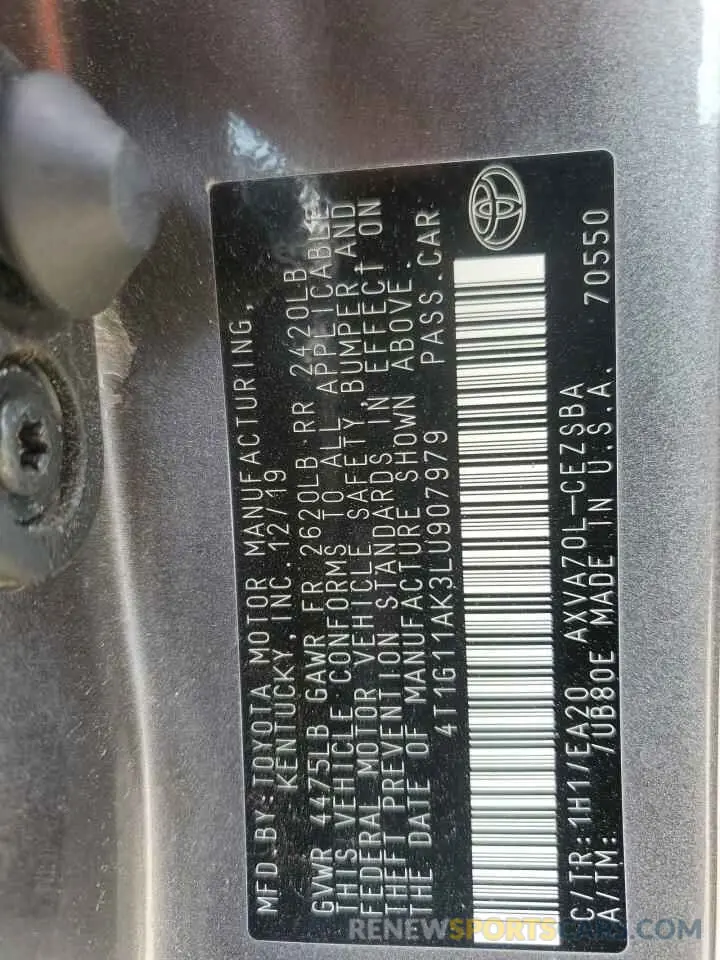 MFD.BY:TOYOTA MOTOR MANUFACTURING,
KENTUCKY, INC. 12/19
GVWR 4475LB GAWR FR 2620LB RR 2420LB
THIS VEHICLE CONFORMS TO ALL APPLICABLE
FEDERAL MOTOR VEHICLE SAFETY, BUMPER AND
THEFT PREVENTION STANDARDS IN EFFECT ON
THE DATE OF MANUFACTURE SHOWN ABOVE.
4T1G11AK3LU907979 PASS.CAR
C/TR:1H1/EA20 AXVA70L-CEZSBA
A/TM: /UB80E MADE IN U.S.A. 70550
RENEWSPORTSCARS.COM